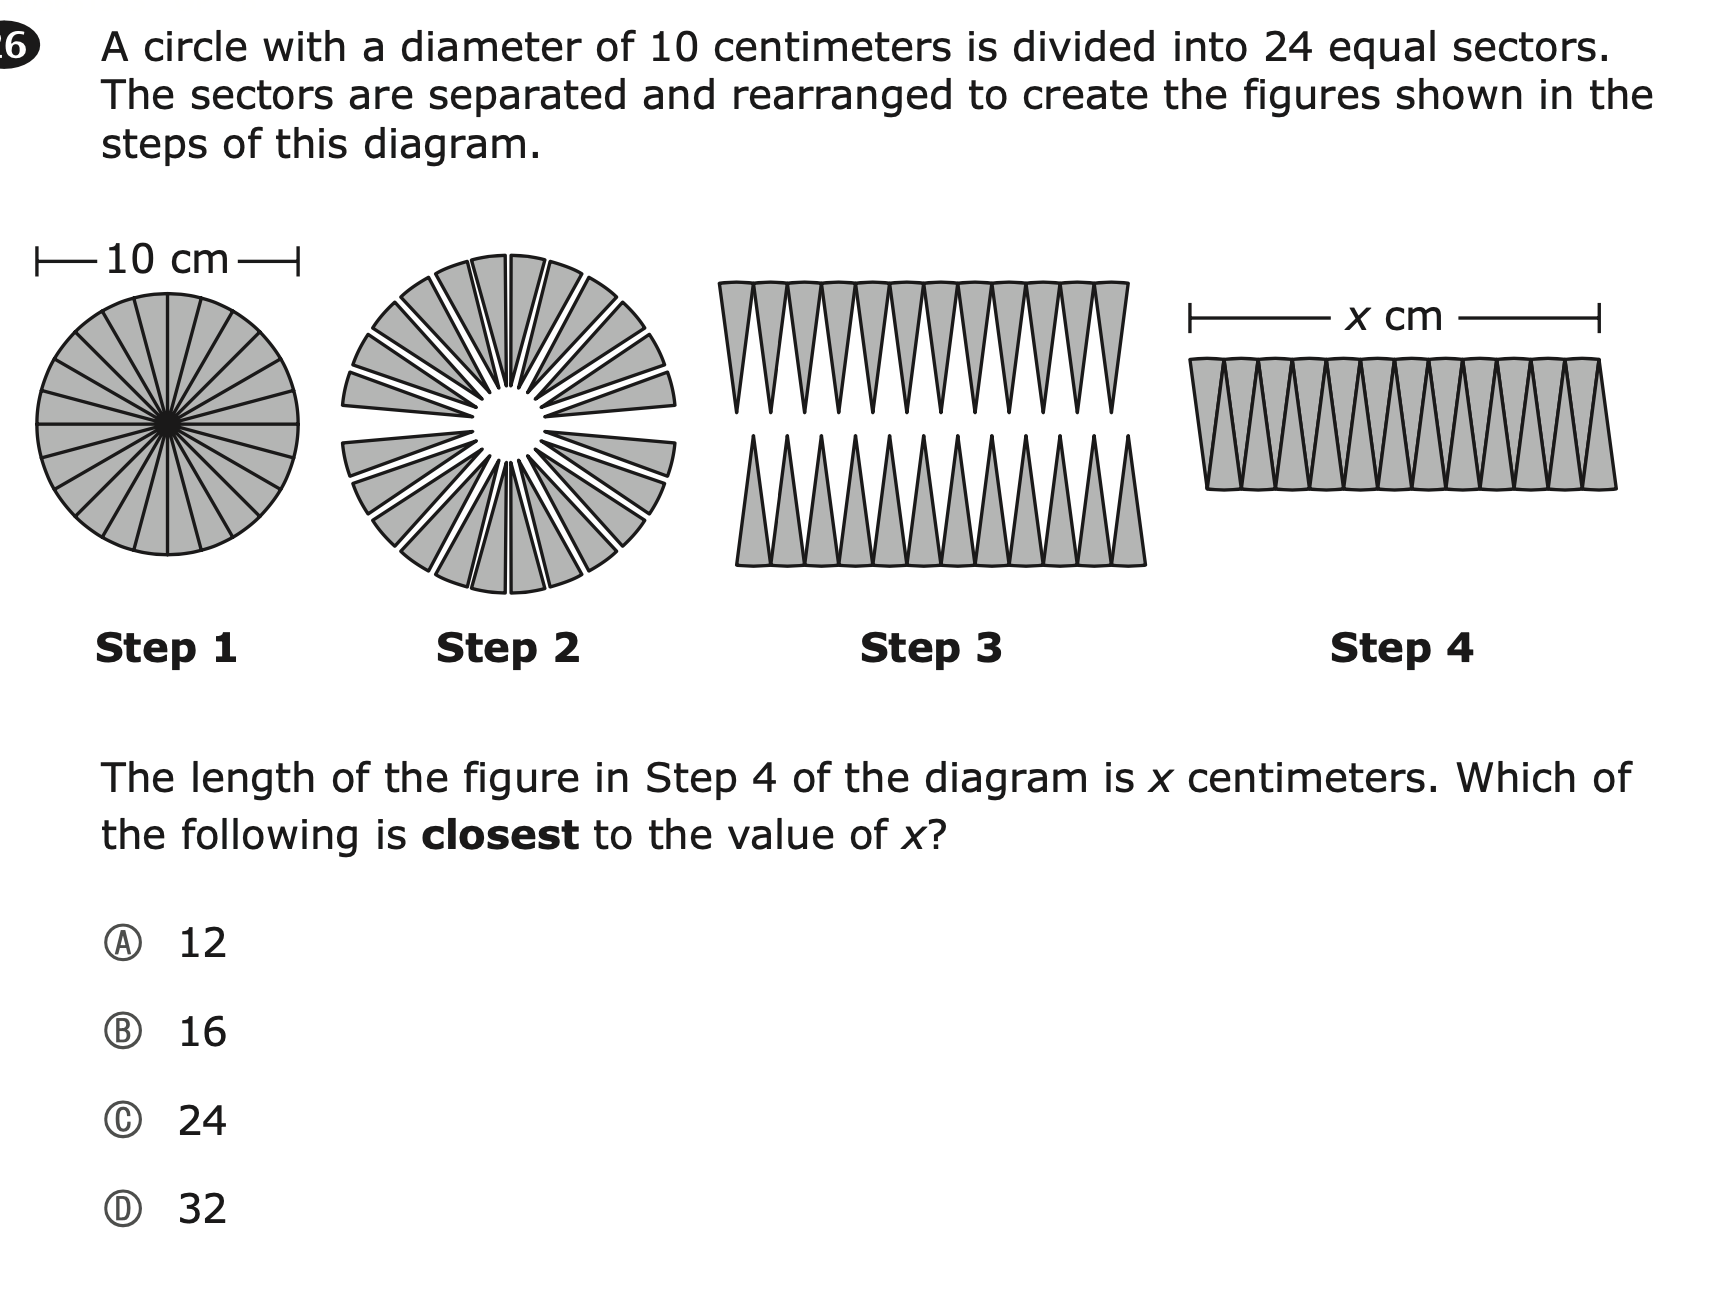 26 A circle with a diameter of 10 centimeters is divided into 24 equal sectors.
The sectors are separated and rearranged to create the figures shown in the
steps of this diagram.
10 cm
x cm
Step 1 Step 2 Step 3 Step 4
The length of the figure in Step 4 of the diagram is x centimeters. Which of
the following is closest to the value of x?
A 12
B 16
C 24
D 32